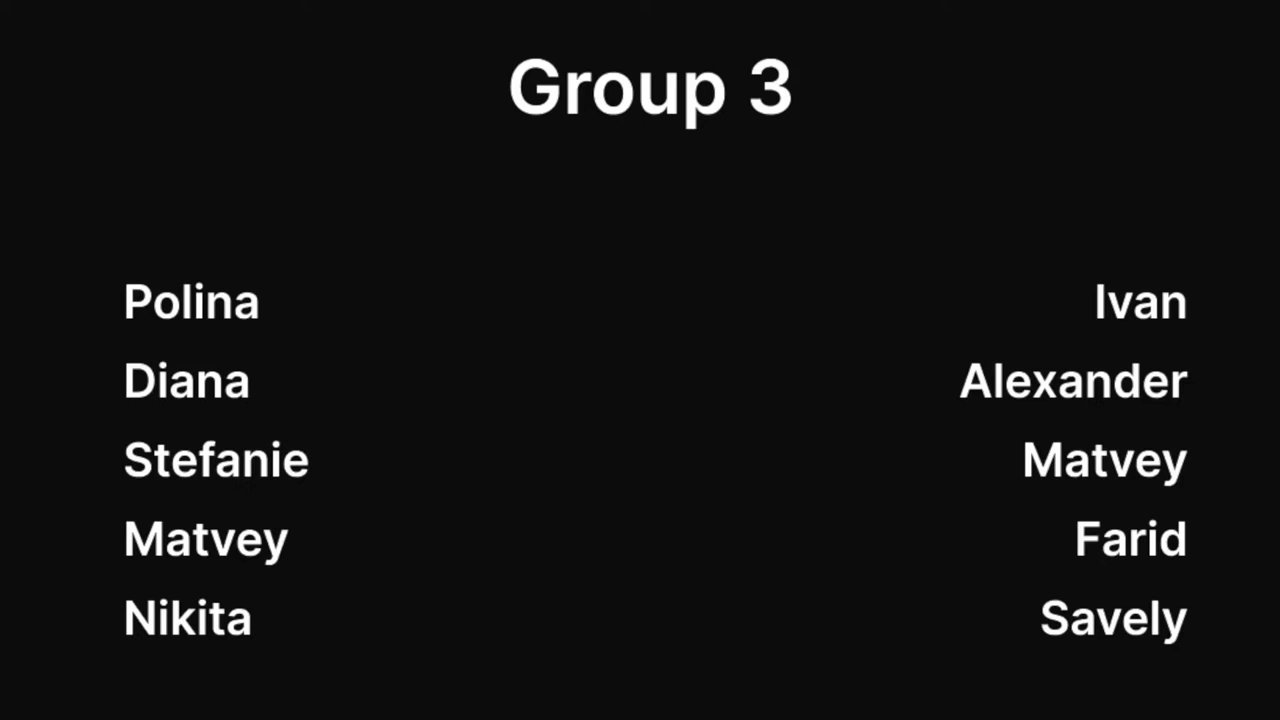 Group 3
Polina
Diana
Stefanie
Matvey
Nikita
Ivan
Alexander
Matvey
Farid
Savely